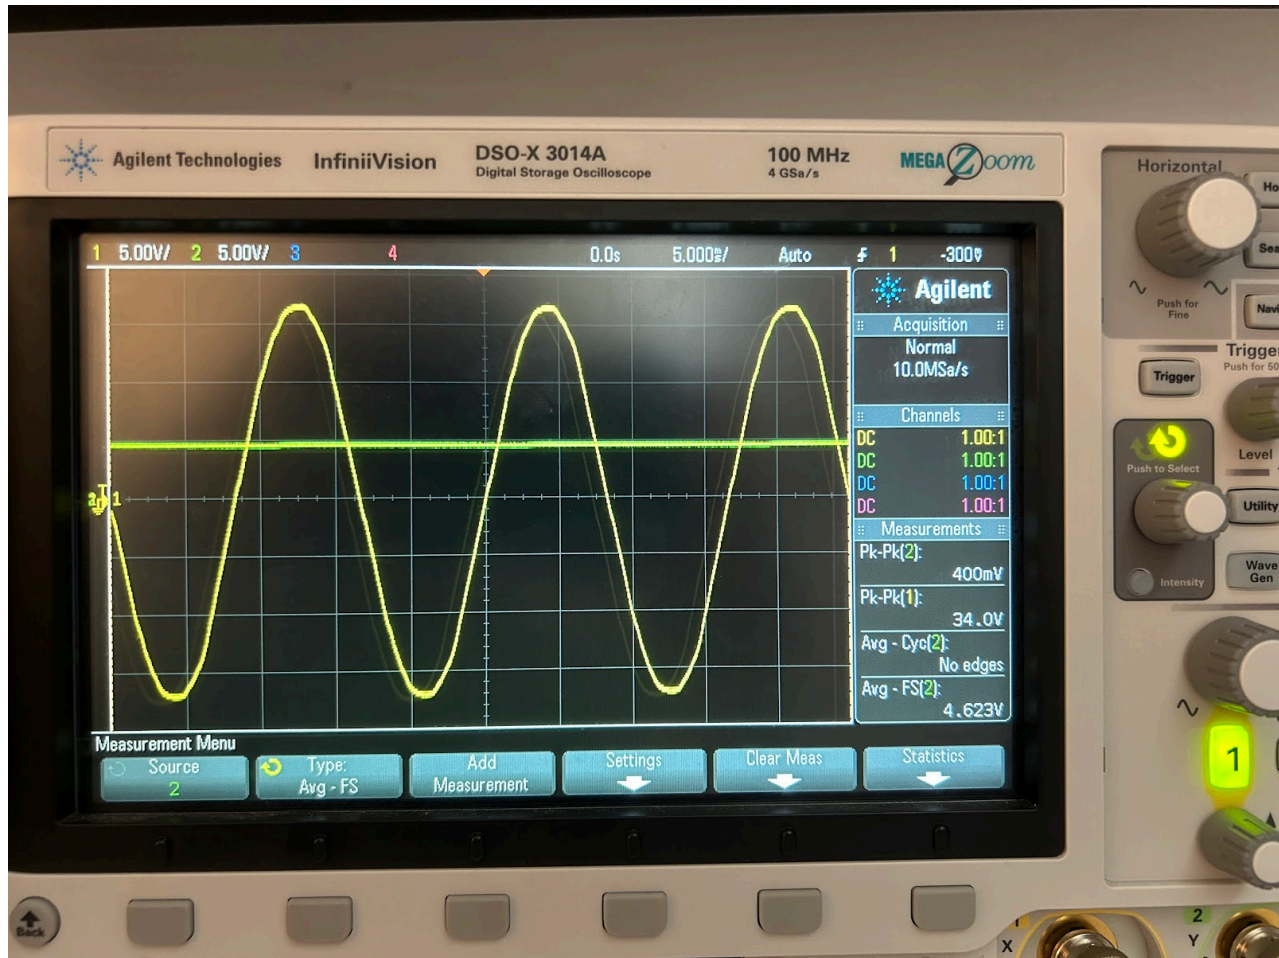 Agilent Technologies InfiniiVision DSO-X 3014A 100 MHz MEGA Zoom
Digital Storage Oscilloscope 4 GSa/s
1 5.00V/ 2 5.00V/ 3 4 0.0s 5.000ms/ Auto 1 -300V
Agilent
Acquisition
Normal
10.0MSa/s
Channels
DC 1.00:1
DC 1.00:1
DC 1.00:1
DC 1.00:1
Measurements
Pk-Pk(2):
400mV
Pk-Pk(1):
34.0V
Avg - Cyc(2):
No edges
Avg - FS(2):
4.623V
1
Measurement Menu
Source
2
Type:
Avg - FS
Add
Measurement
Settings
Clear Meas
Statistics
Back
Horizontal
Push for
Fine
Trigger
Push for 50
Trigger
Level
Push to Select
Intensity
Utility
Wave
Gen
1
X
2
Y